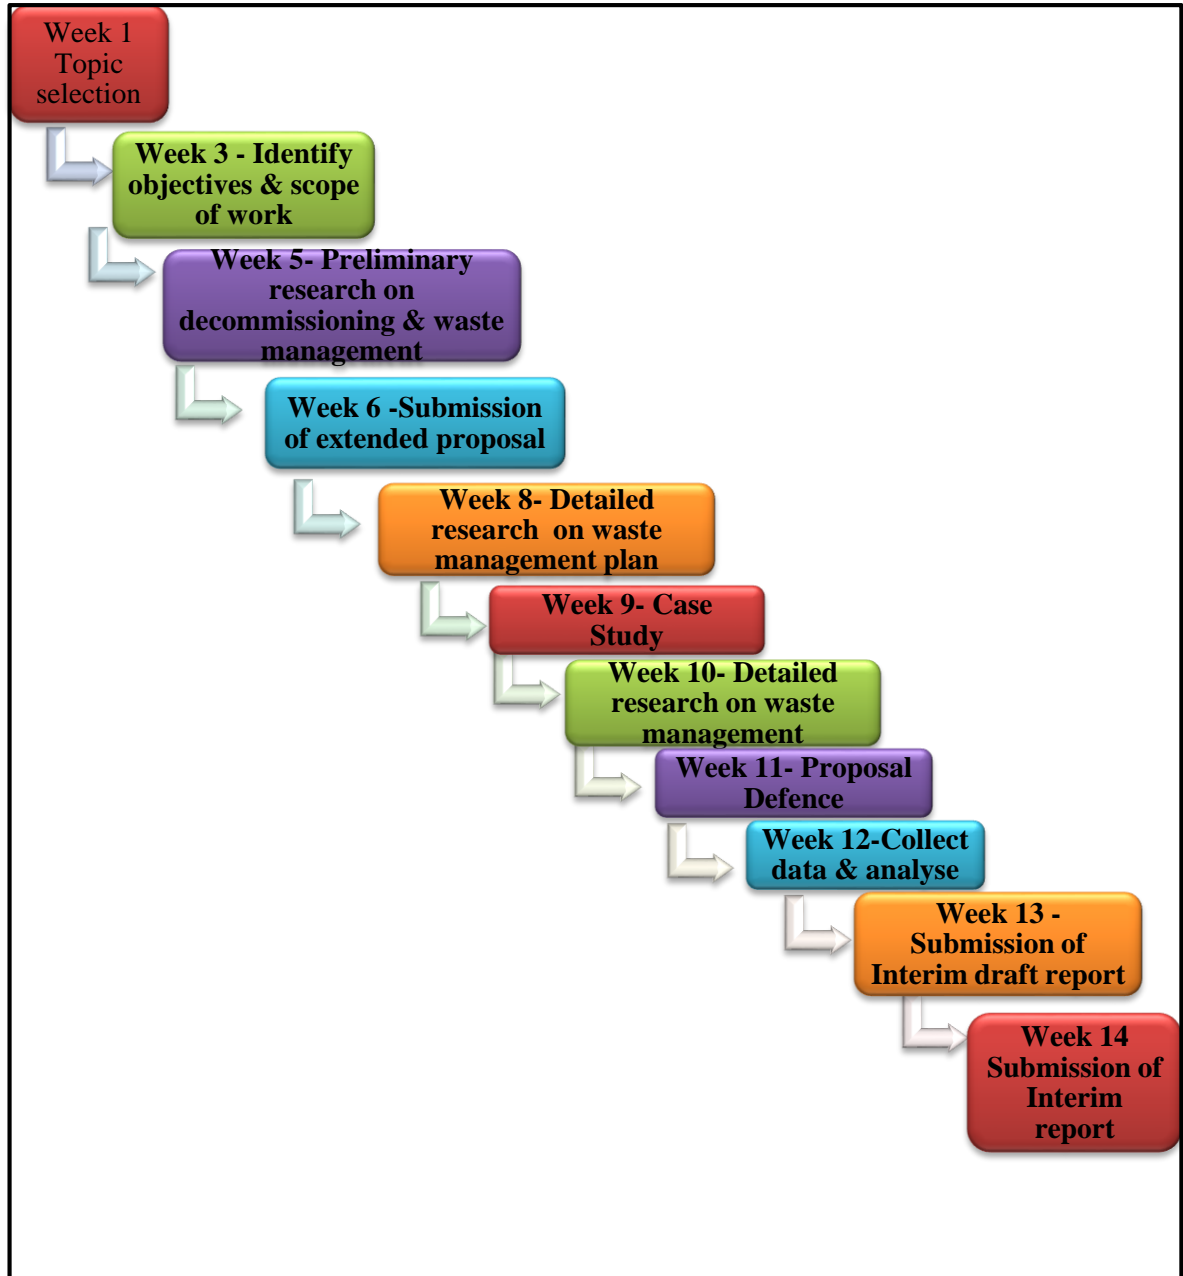 Week 1
Topic
selection
Week 3 - Identify
objectives & scope
of work
Week 5- Preliminary
research on
decommissioning & waste
management
Week 6 -Submission
of extended proposal
Week 8- Detailed
research  on waste
management plan
Week 9- Case
Study
Week 10- Detailed
research on waste
management
Week 11- Proposal
Defence
Week 12-Collect
data & analyse
Week 13 -
Submission of
Interim draft report
Week 14
Submission of
Interim
report